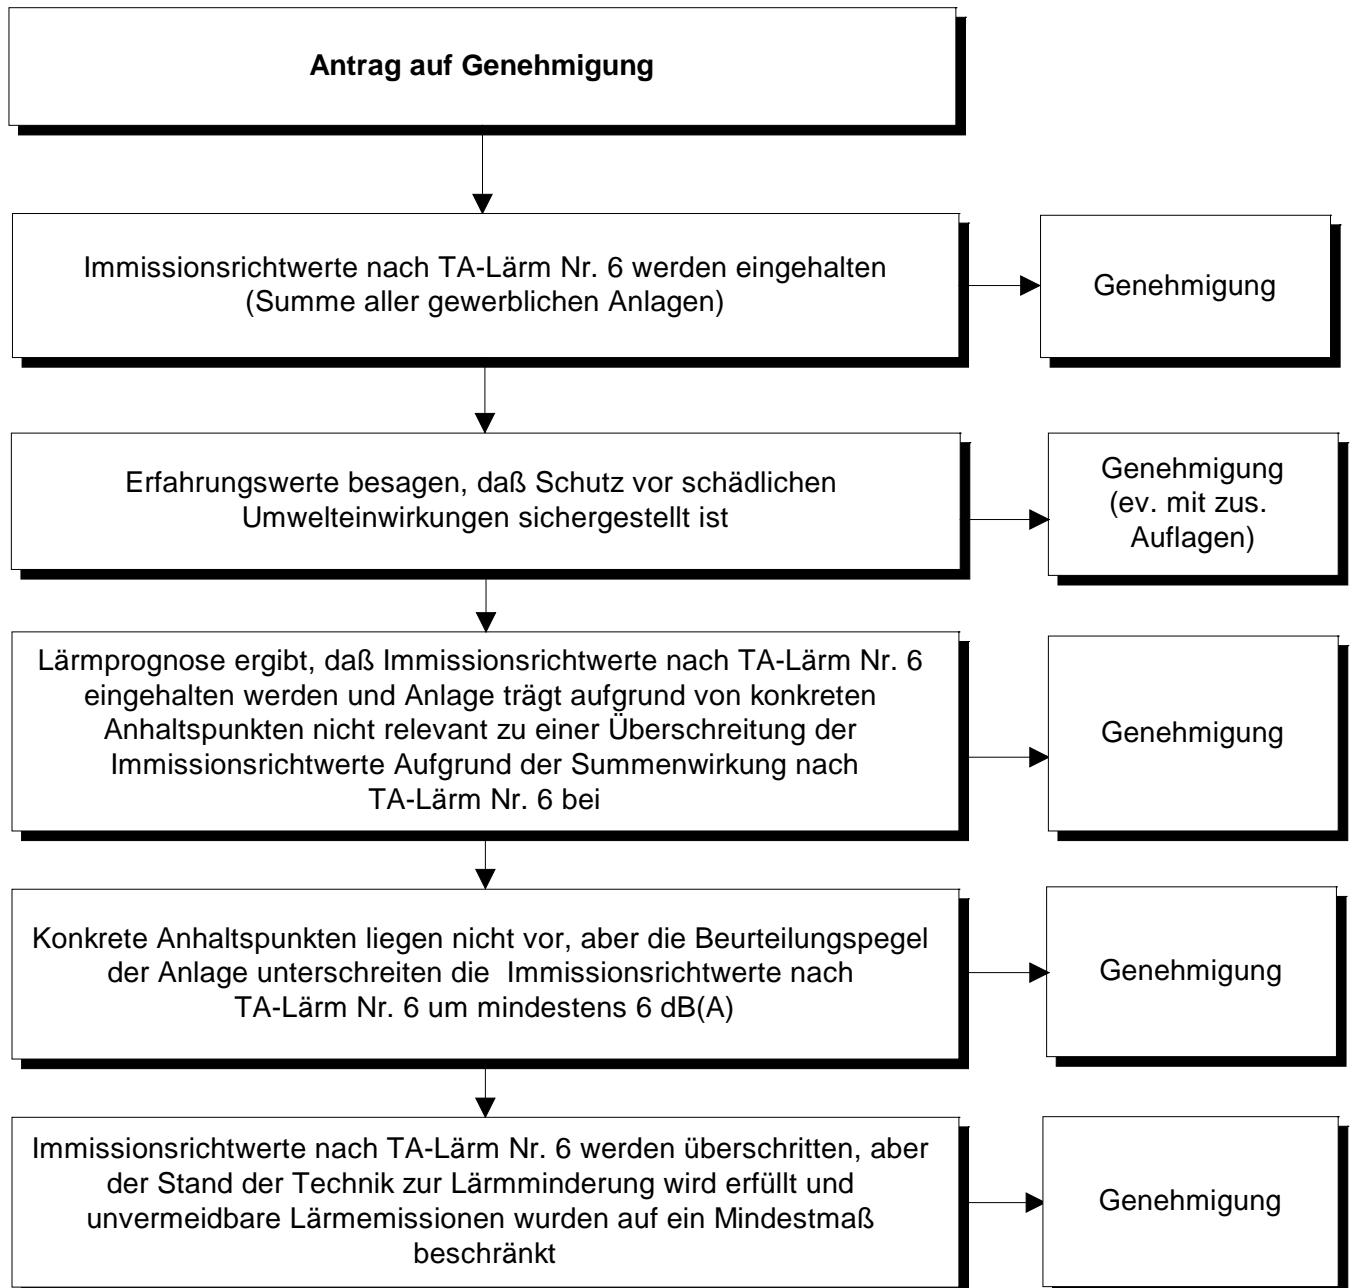 Antrag auf Genehmigung
Immissionsrichtwerte nach TA-Lärm Nr. 6 werden eingehalten
(Summe aller gewerblichen Anlagen)
Genehmigung
Erfahrungswerte besagen, daß Schutz vor schädlichen
Umwelteinwirkungen sichergestellt ist
Genehmigung
(ev. mit zus.
Auflagen)
Lärmprognose ergibt, daß Immissionsrichtwerte nach TA-Lärm Nr. 6
eingehalten werden und Anlage trägt aufgrund von konkreten
Anhaltspunkten nicht relevant zu einer Überschreitung der
Immissionsrichtwerte Aufgrund der Summenwirkung nach
TA-Lärm Nr. 6 bei
Genehmigung
Konkrete Anhaltspunkten liegen nicht vor, aber die Beurteilungspegel
der Anlage unterschreiten die  Immissionsrichtwerte nach
TA-Lärm Nr. 6 um mindestens 6 dB(A)
Genehmigung
Immissionsrichtwerte nach TA-Lärm Nr. 6 werden überschritten, aber
der Stand der Technik zur Lärmminderung wird erfüllt und
unvermeidbare Lärmemissionen wurden auf ein Mindestmaß
beschränkt
Genehmigung